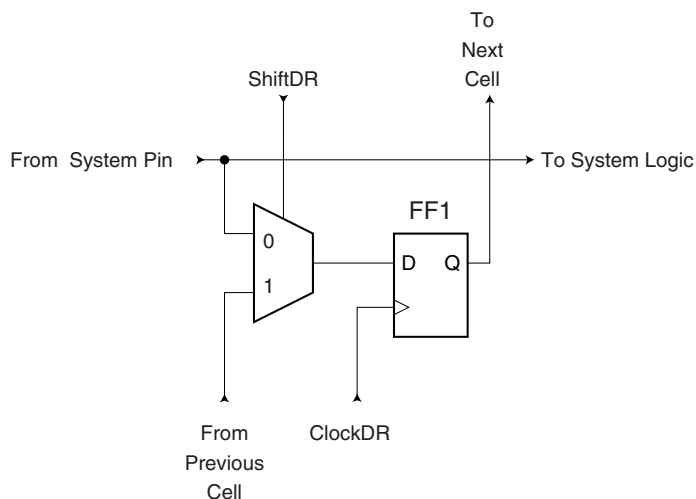 To
Next
Cell
ShiftDR
From System Pin
To System Logic
FF1
0
D Q
1
From
Previous
Cell
ClockDR